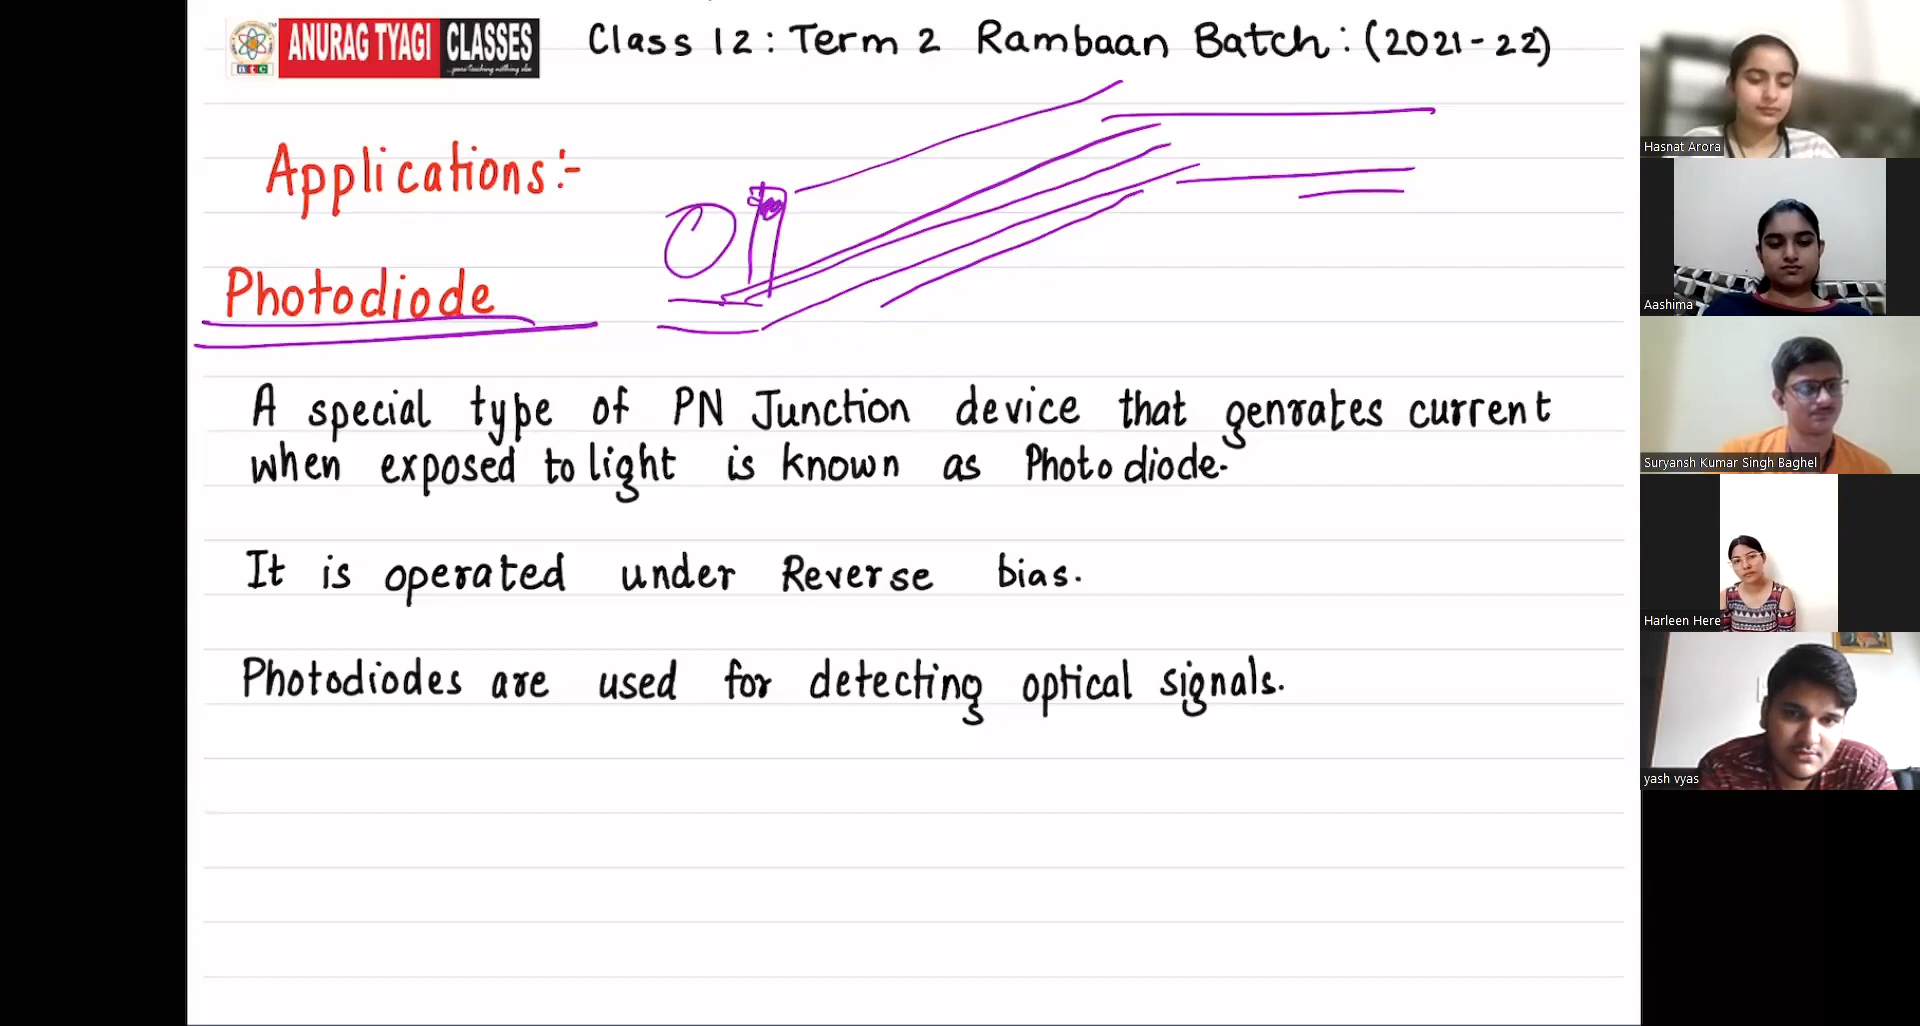 ANURAG TYAGI CLASSES
Class 12: Term 2 Rambaan Batch: (2021-22)
Applications:-
Photodiode
A special type of PN Junction device that genrates current
when exposed to light is known as Photodiode.
It is operated under Reverse bias.
Photodiodes are used for detecting optical signals.
Hasnat Arora
Aashima
Suryansh Kumar Singh Baghel
Harleen Here
yash vyas